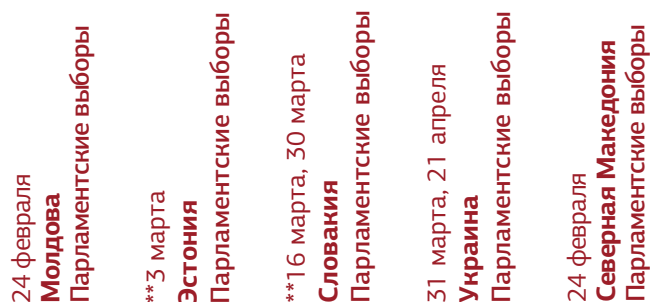 24 февраля
Молдова
Парламентские выборы
**3 марта
Эстония
Парламентские выборы
**16 марта, 30 марта
Словакия
Парламентские выборы
31 марта, 21 апреля
Украина
Парламентские выборы
24 февраля
Северная Македония
Парламентские выборы